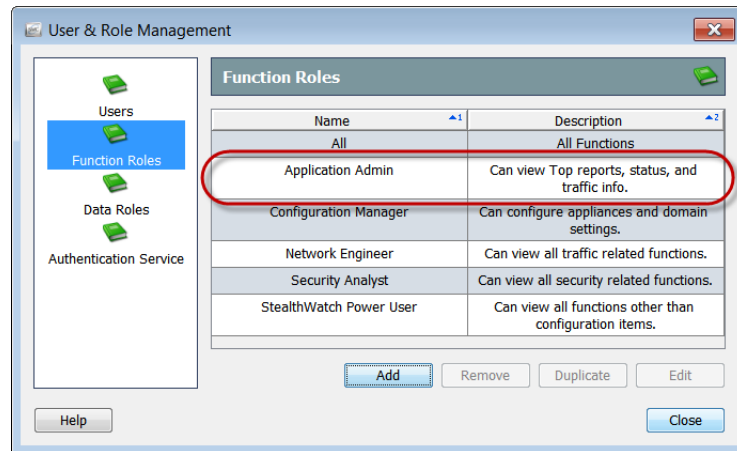 User & Role Management
Users
Function Roles
Data Roles
Authentication Service
Function Roles
Name 1 Description 2
All All Functions
Application Admin Can view Top reports, status, and
traffic info.
Configuration Manager Can configure appliances and domain
settings.
Network Engineer Can view all traffic related functions.
Security Analyst Can view all security related functions.
StealthWatch Power User Can view all functions other than
configuration items.
Add Remove Duplicate Edit
Help Close